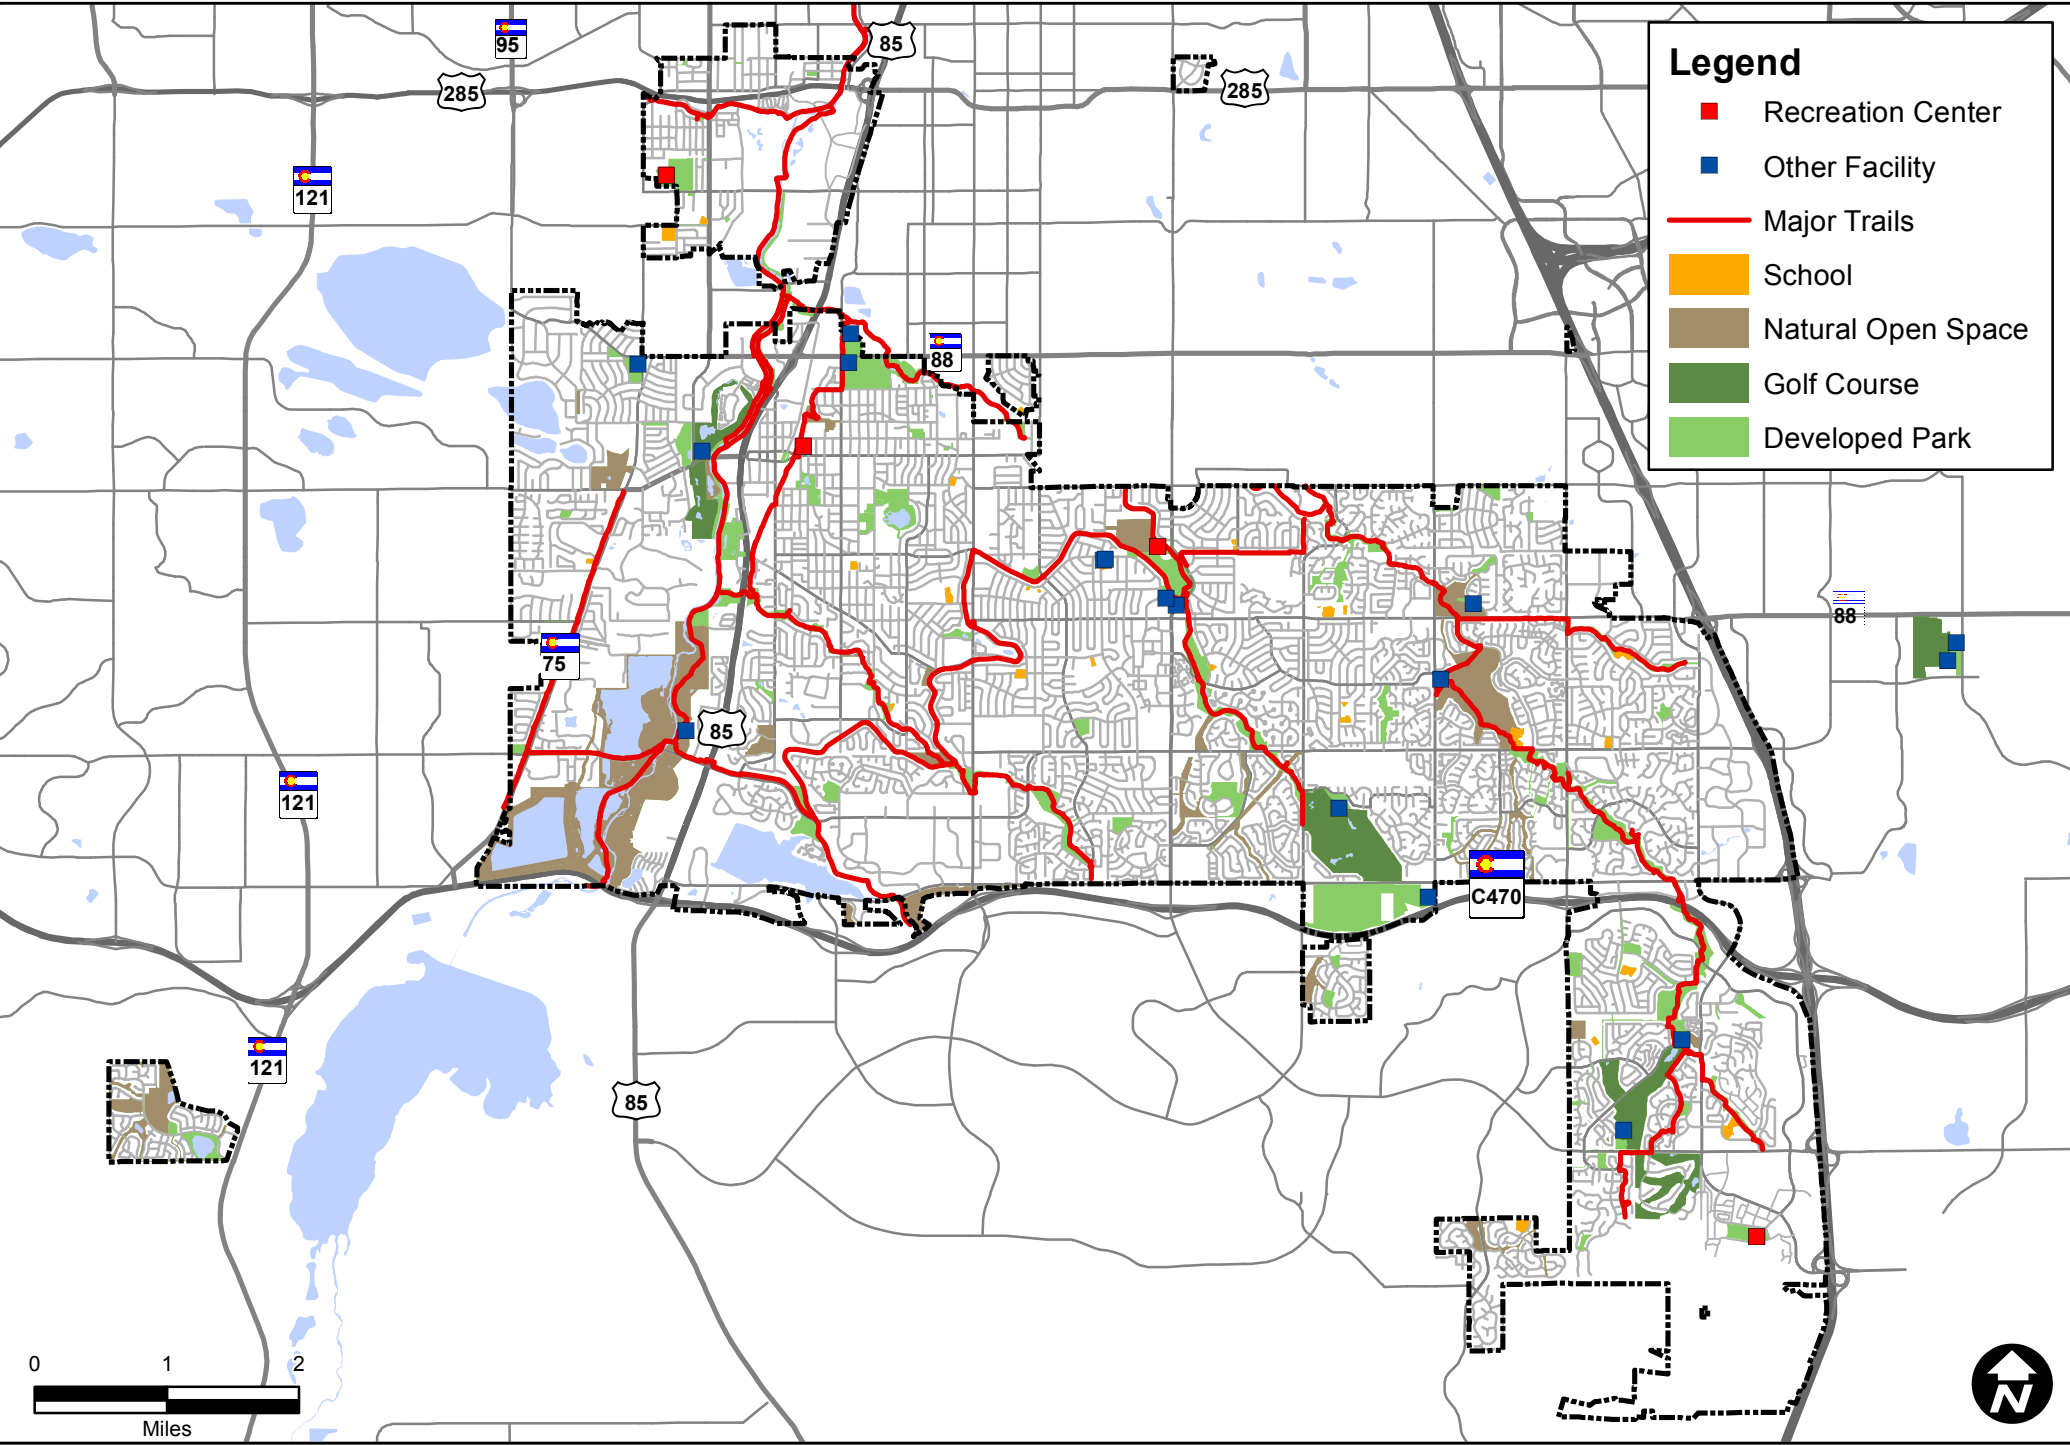 95
85
285
285
121
88
75
85
88
121
C470
121
85
Legend
Recreation Center
Other Facility
Major Trails
School
Natural Open Space
Golf Course
Developed Park
0 1 2
Miles
N